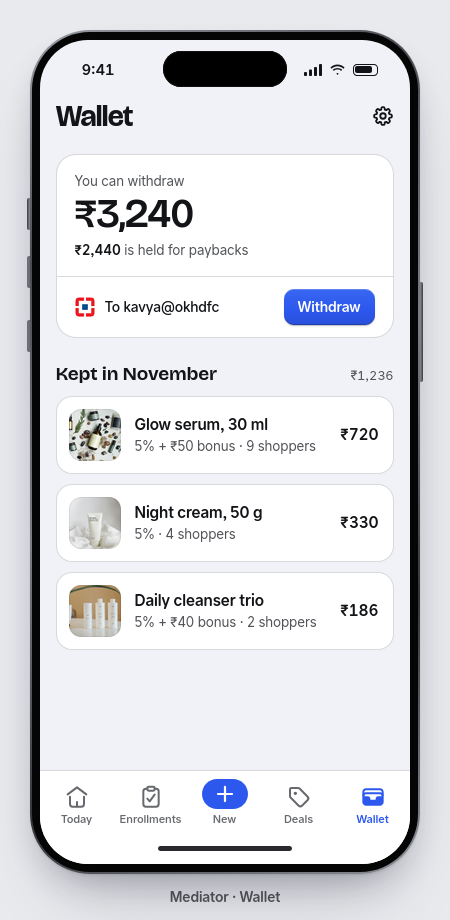 9:41
Wallet
You can withdraw
₹3,240
₹2,440 is held for paybacks
To kavya@okhdfc
Withdraw
Kept in November
₹1,236
Glow serum, 30 ml
5% + ₹50 bonus · 9 shoppers
₹720
Night cream, 50 g
5% · 4 shoppers
₹330
Daily cleanser trio
5% + ₹40 bonus · 2 shoppers
₹186
Today
Enrollments
New
Deals
Wallet
Mediator · Wallet